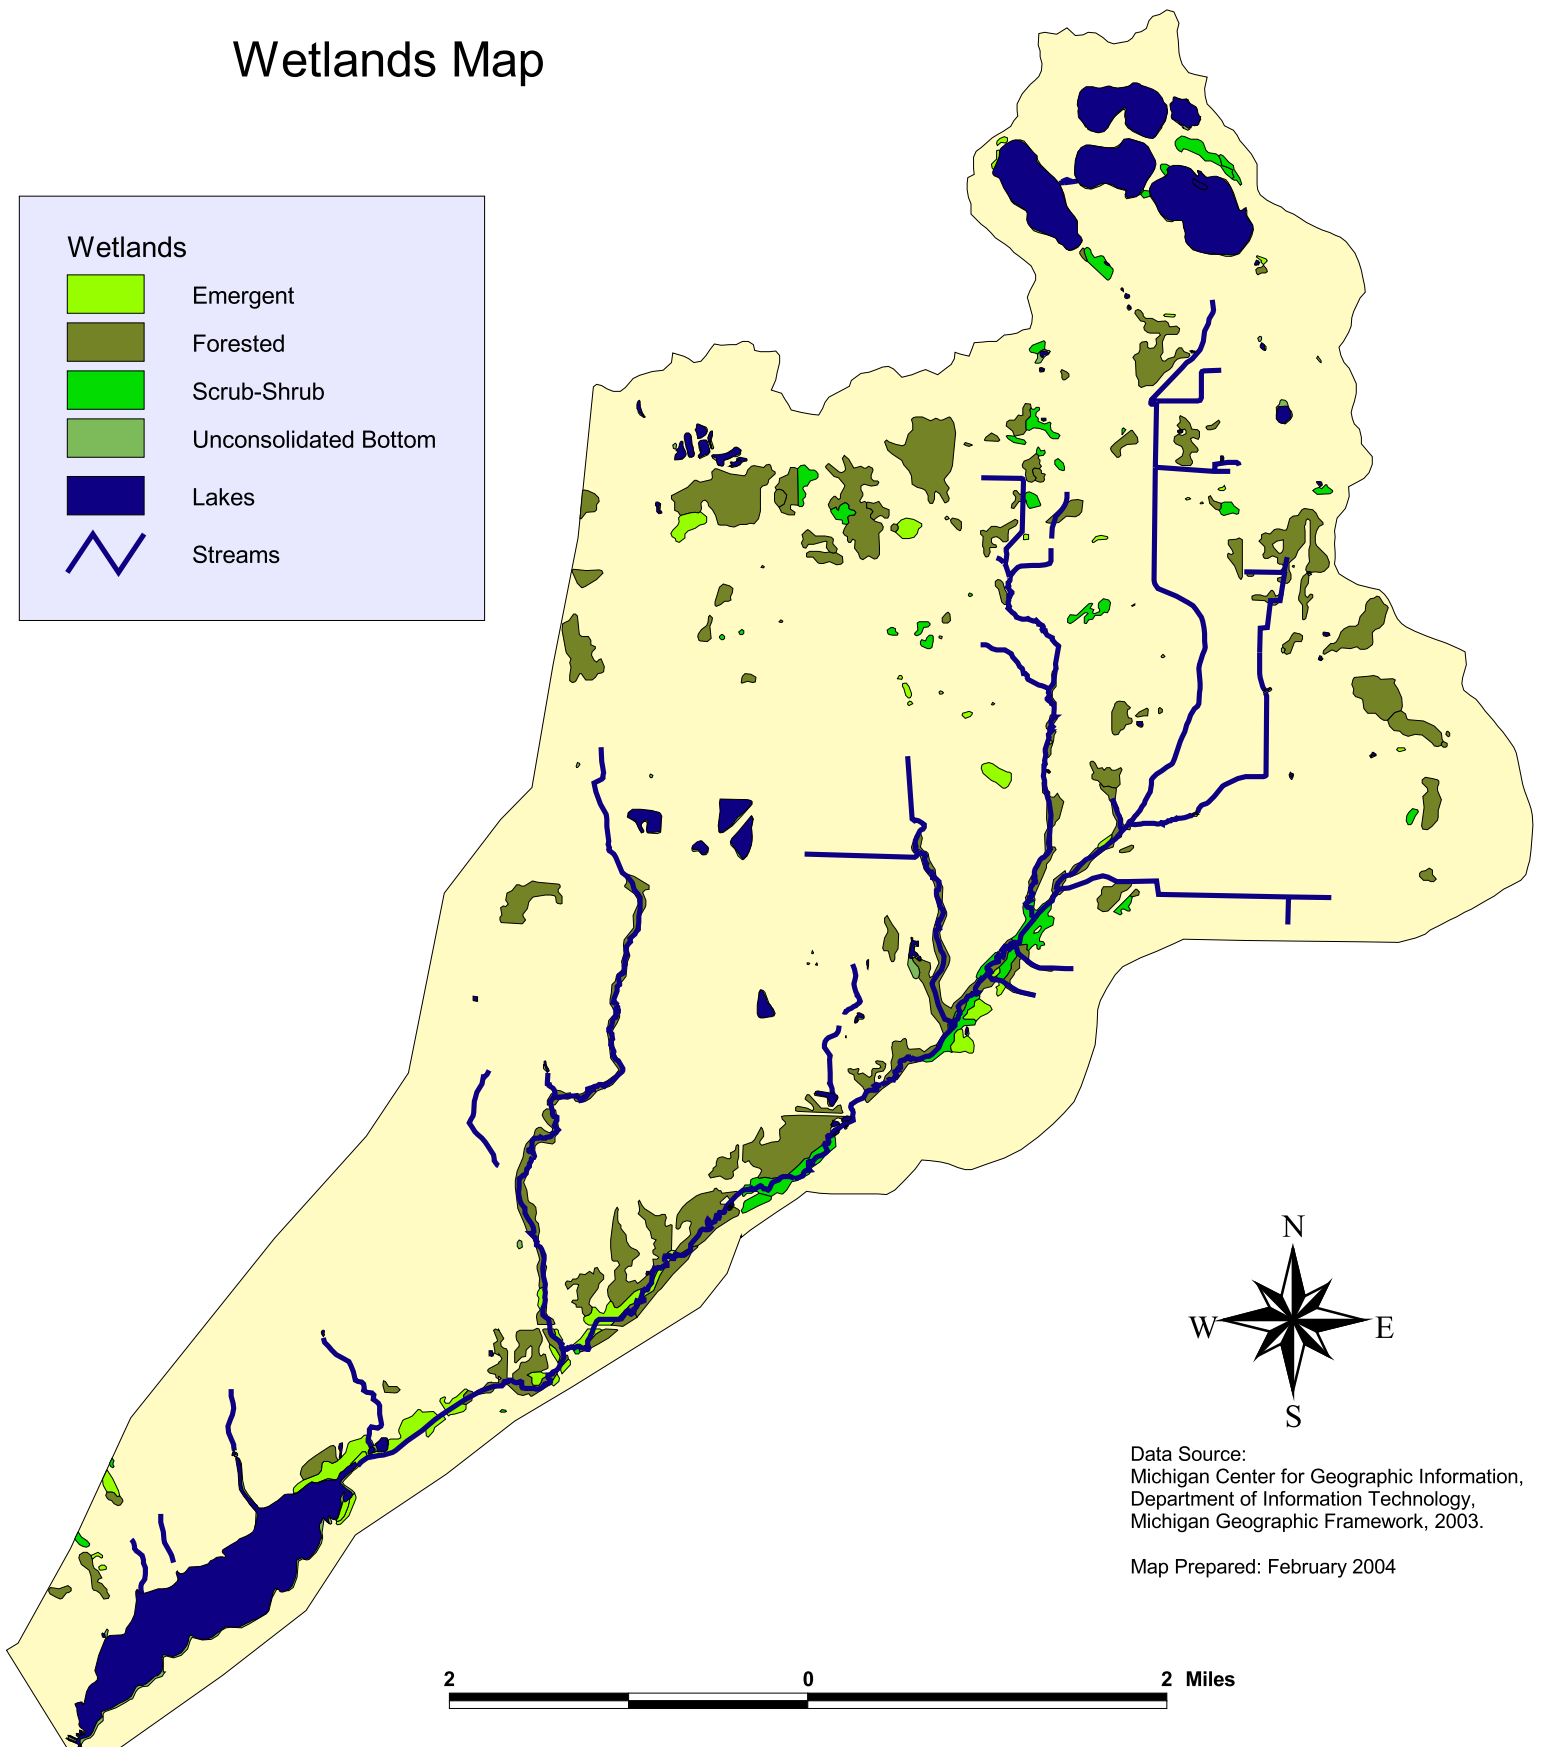 Wetlands Map
Wetlands
Emergent
Forested
Scrub-Shrub
Unconsolidated Bottom
Lakes
Streams
N
W E
S
Data Source:
Michigan Center for Geographic Information,
Department of Information Technology,
Michigan Geographic Framework, 2003.
Map Prepared: February 2004
2 0 2 Miles